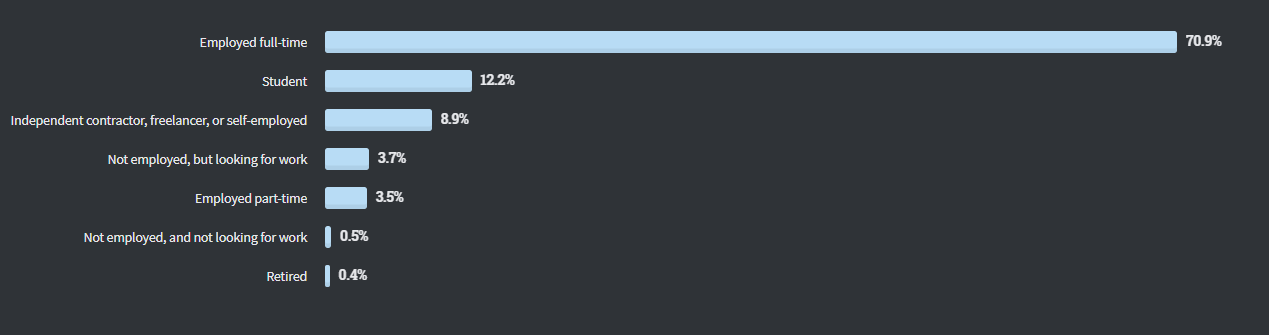 Employed full-time 70.9%
Student 12.2%
Independent contractor, freelancer, or self-employed 8.9%
Not employed, but looking for work 3.7%
Employed part-time 3.5%
Not employed, and not looking for work 0.5%
Retired 0.4%